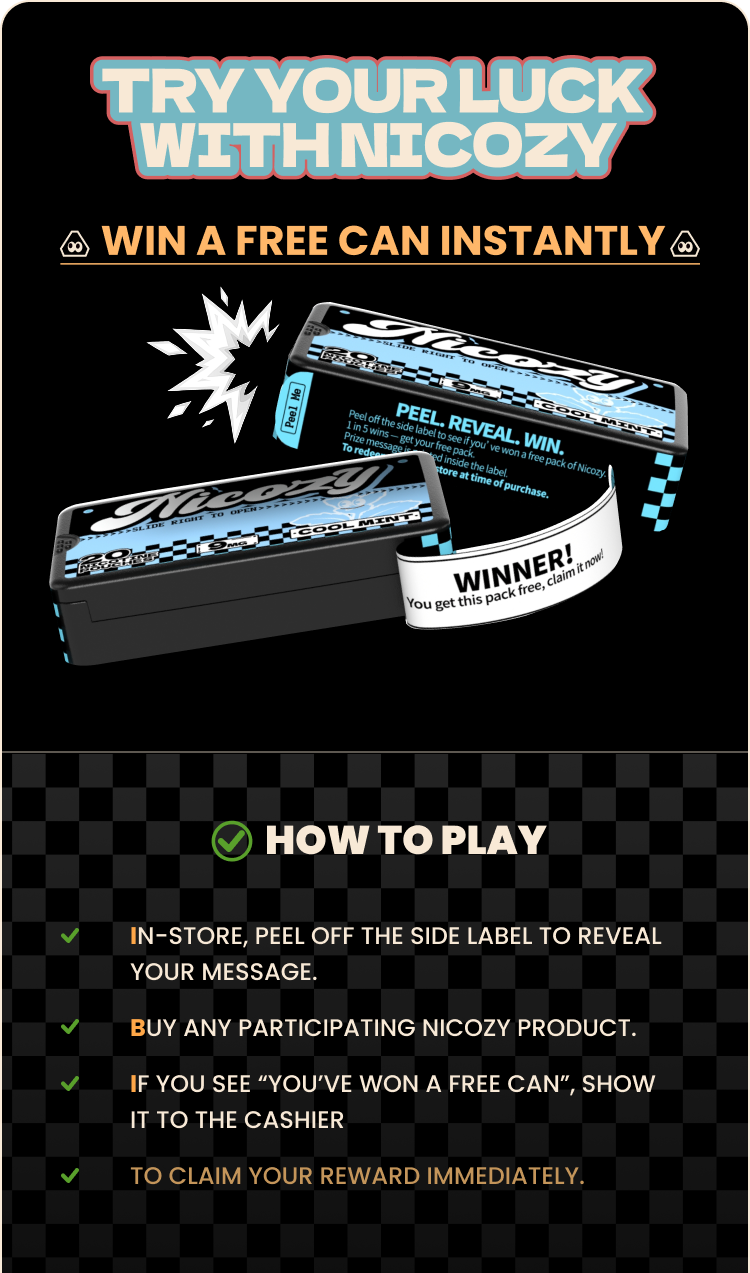 TRY YOUR LUCK
WITH NICOZY
WIN A FREE CAN INSTANTLY
Nicozy
SLIDE RIGHT TO OPEN
20
9MG
COOL MINT
Peel Me
PEEL. REVEAL. WIN.
Peel off the side label to see if you've won a free pack of Nicozy.
1 in 5 wins – get your free pack.
Prize message is inside the label.
To store at time of purchase.
Nicozy
SLIDE RIGHT TO OPEN
20 NICOTINE
POUCHES
9MG
COOL MINT
WINNER!
You get this pack free, claim it now!
HOW TO PLAY
IN-STORE, PEEL OFF THE SIDE LABEL TO REVEAL
YOUR MESSAGE.
BUY ANY PARTICIPATING NICOZY PRODUCT.
IF YOU SEE “YOU’VE WON A FREE CAN”, SHOW
IT TO THE CASHIER
TO CLAIM YOUR REWARD IMMEDIATELY.